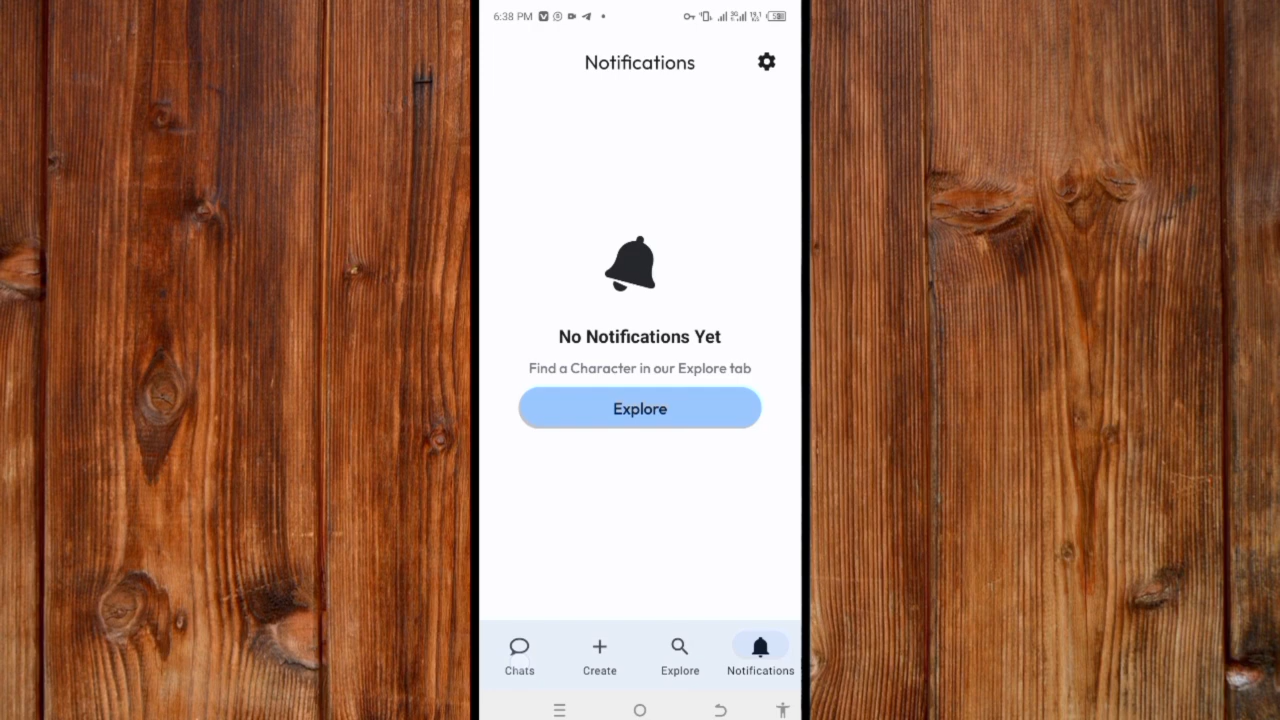 6:38 PM
Notifications
No Notifications Yet
Find a Character in our Explore tab
Explore
Chats
Create
Explore
Notifications